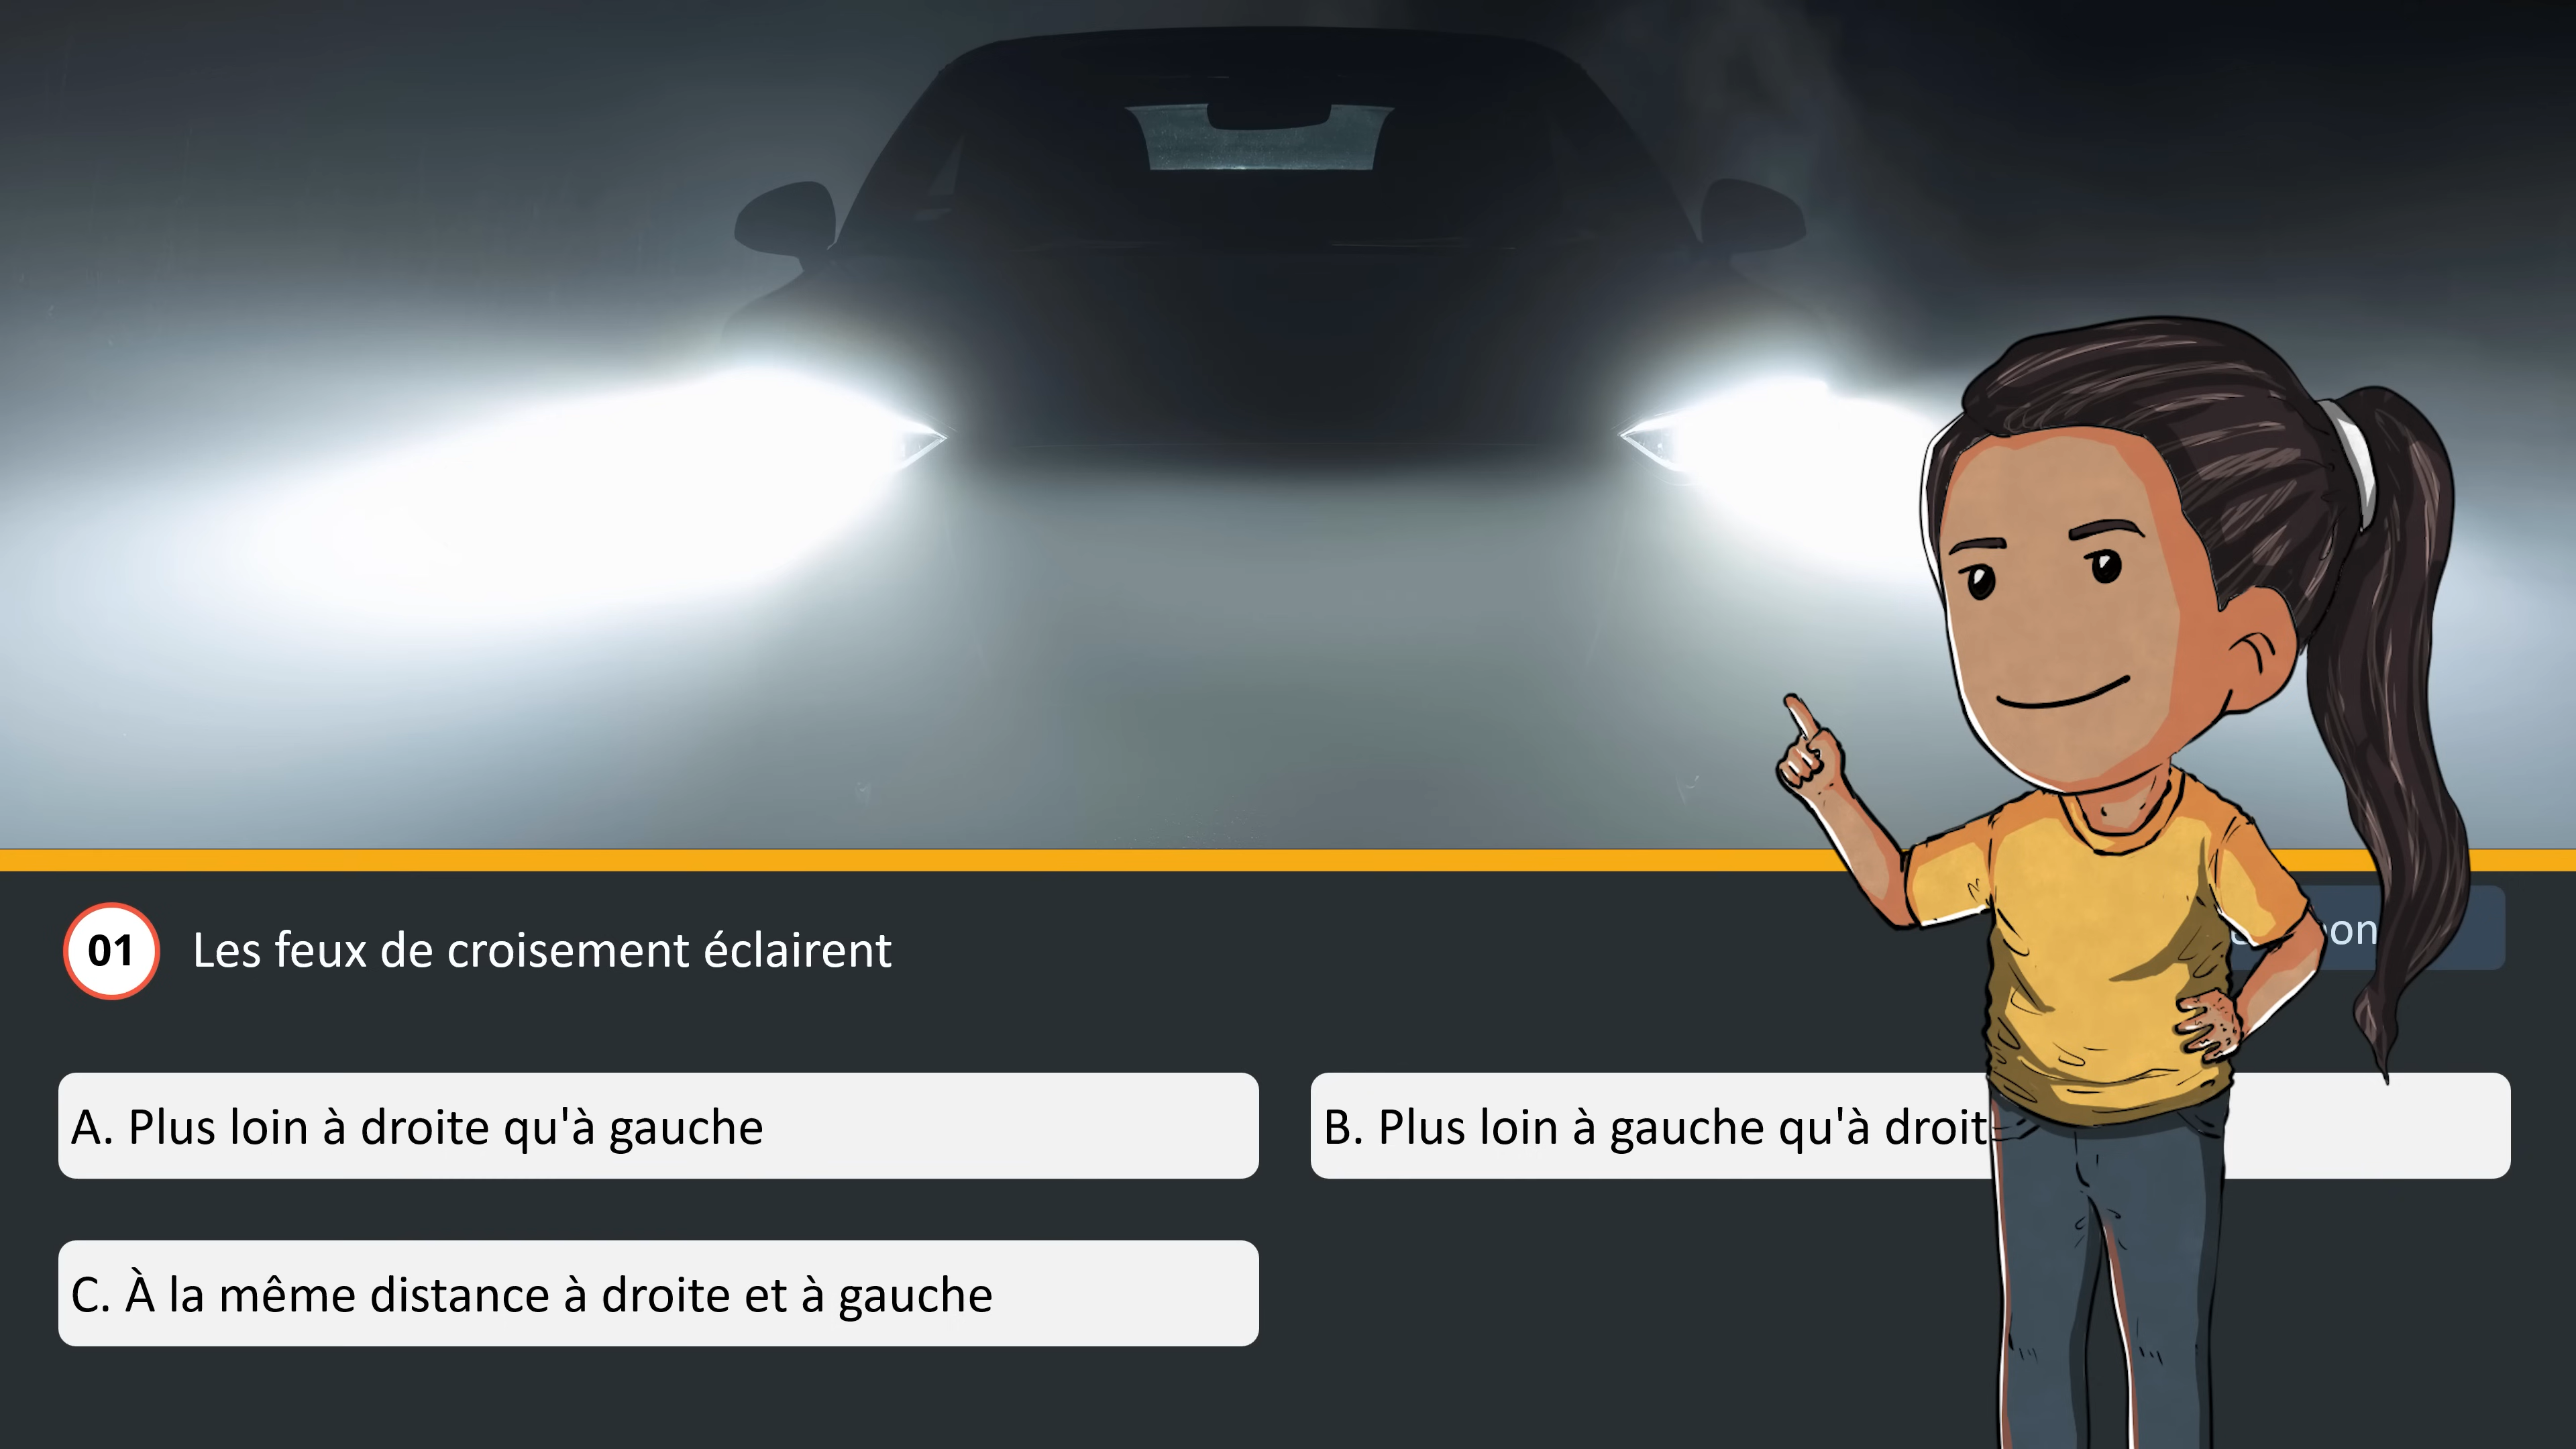 01 Les feux de croisement éclairent
A. Plus loin à droite qu'à gauche
B. Plus loin à gauche qu'à droit
C. À la même distance à droite et à gauche